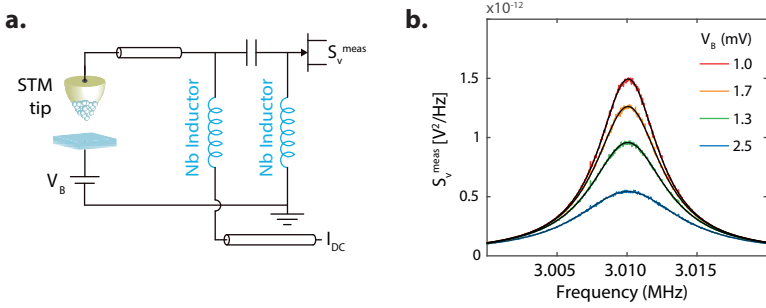 a.
STM
tip
V_B
Nb Inductor
Nb Inductor
S_v^meas
I_DC
b.
x10^-12
S_v^meas [V^2/Hz]
1.5
1
0.5
0
3.005
3.010
3.015
Frequency (MHz)
V_B (mV)
1.0
1.7
1.3
2.5